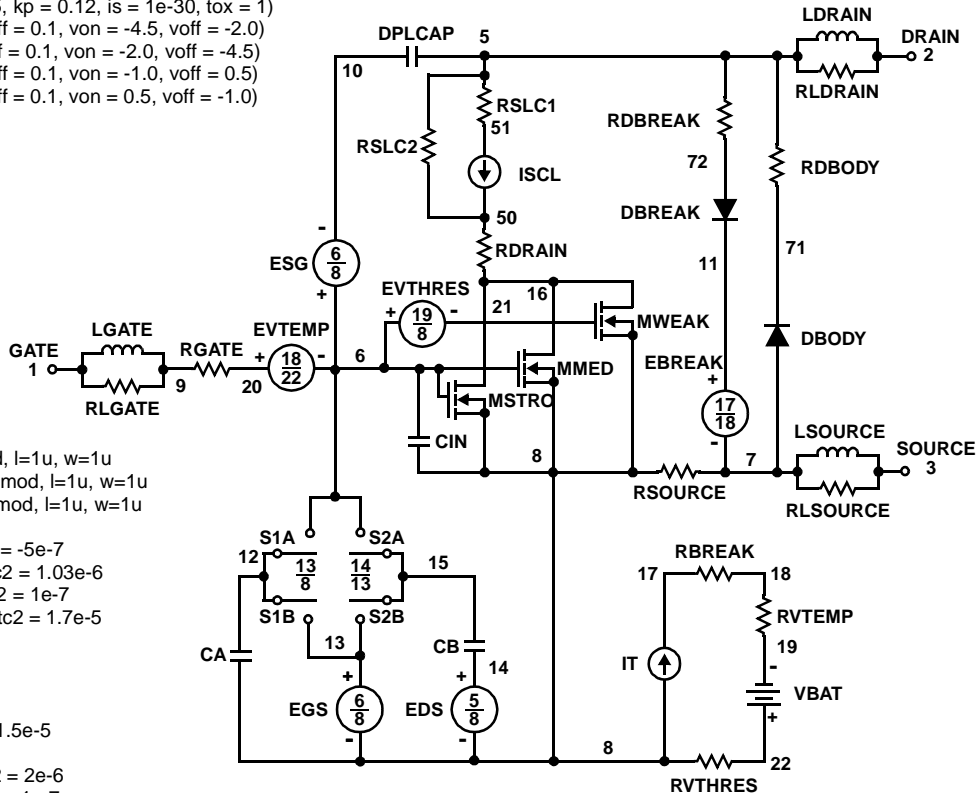 , kp = 0.12, is = 1e-30, tox = 1)
ff = 0.1, von = -4.5, voff = -2.0)
f = 0.1, von = -2.0, voff = -4.5)
ff = 0.1, von = -1.0, voff = 0.5)
ff = 0.1, von = 0.5, voff = -1.0)
LDRAIN
DPLCAP 5 DRAIN
10 2
RLDRAIN
RSLC1
51
RDBREAK
RSLC2
72 RDBODY
ISCL
DBREAK
50
RDRAIN
71
ESG 6/8 11
- +
EVTHRES 16
+ 19/8 - 21
MWEAK
LGATE EVTEMP DBODY
GATE RGATE + 18/22 - 6 MMED EBREAK +
1 9 20
MSTRO 17/18
RLGATE -
CIN LSOURCE
8 7 SOURCE
3
RSOURCE
RLSOURCE
d, l=1u, w=1u
mod, l=1u, w=1u
mod, l=1u, w=1u
= -5e-7
c2 = 1.03e-6
2 = 1e-7
tc2 = 1.7e-5
1.5e-5
2 = 2e-6
S1A S2A
12 13/8 14/13 15
S1B S2B
13
CA CB
+ + 14
EGS 6/8 EDS 5/8
- -
RBREAK
17 18
RVTEMP
19
IT -
VBAT
+
8 22
RVTHRES